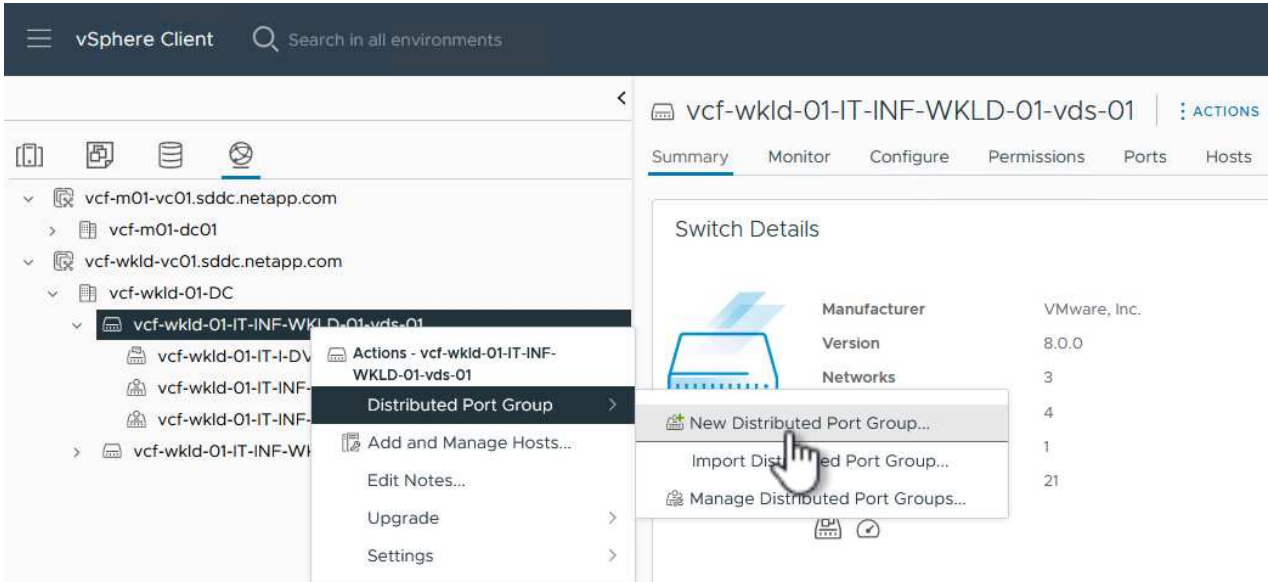 vSphere Client
Search in all environments
vcf-wkld-01-IT-INF-WKLD-01-vds-01
ACTIONS
Summary Monitor Configure Permissions Ports Hosts
vcf-m01-vc01.sddc.netapp.com
vcf-m01-dc01
vcf-wkld-vc01.sddc.netapp.com
vcf-wkld-01-DC
vcf-wkld-01-IT-INF-WKLD-01-vds-01
vcf-wkld-01-IT-I-DV
vcf-wkld-01-IT-INF-
vcf-wkld-01-IT-INF-
vcf-wkld-01-IT-INF-W
Actions - vcf-wkld-01-IT-INF-
WKLD-01-vds-01
Distributed Port Group
Add and Manage Hosts...
Edit Notes...
Upgrade
Settings
New Distributed Port Group...
Import Distributed Port Group...
Manage Distributed Port Groups...
Switch Details
Manufacturer VMware, Inc.
Version 8.0.0
Networks 3
4
1
21